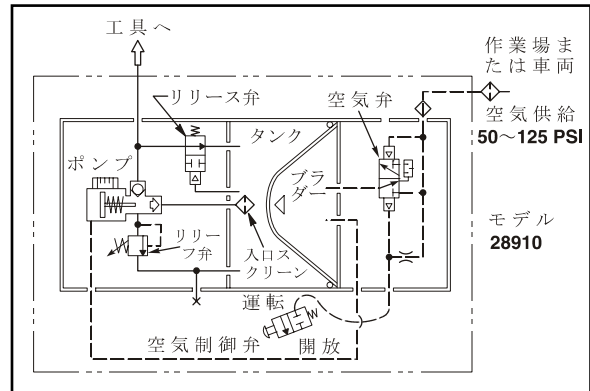 工具へ
作業場ま
たは車両
空気供給
50～125 PSI
リリース弁
空気弁
タンク
ポンプ
ブラ
ダー
モデル
28910
リリー
フ弁
入口ス
クリーン
運転
空気制御弁
開放